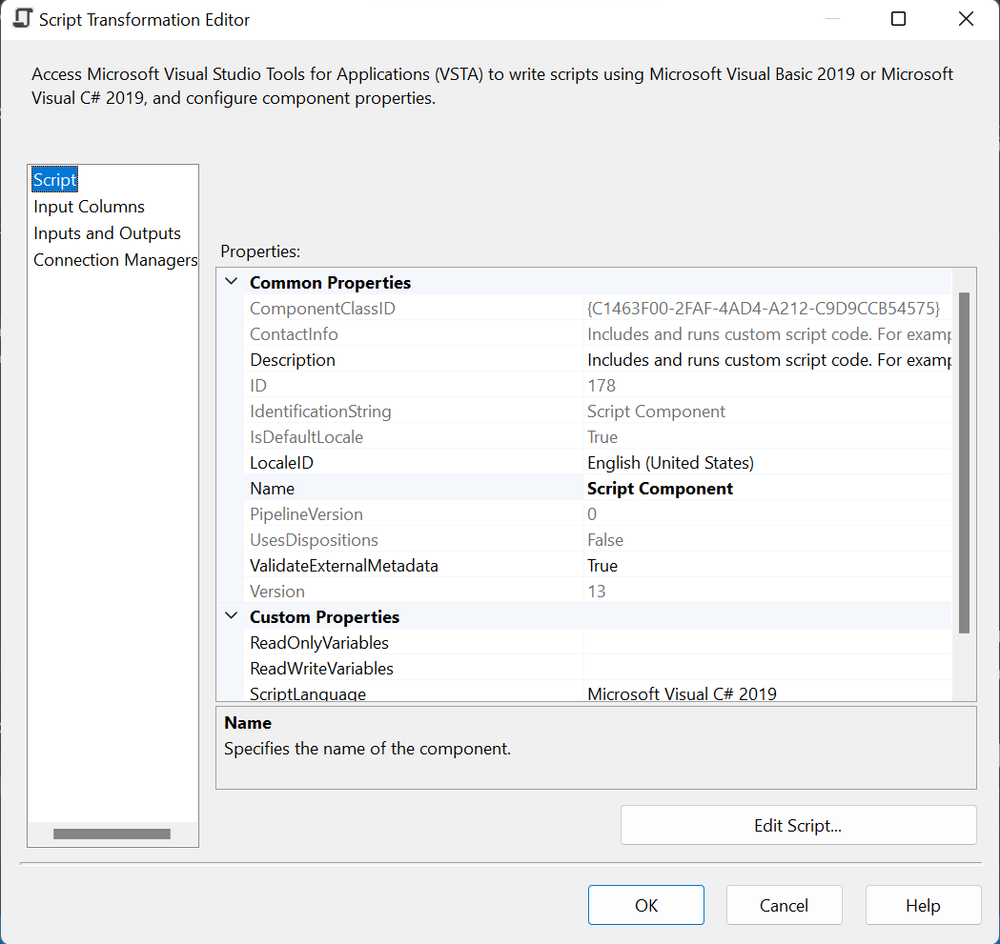 Script Transformation Editor
Access Microsoft Visual Studio Tools for Applications (VSTA) to write scripts using Microsoft Visual Basic 2019 or Microsoft
Visual C# 2019, and configure component properties.
Script
Input Columns
Inputs and Outputs
Connection Managers
Properties:
Common Properties
ComponentClassID {C1463F00-2FAF-4AD4-A212-C9D9CCB54575}
ContactInfo Includes and runs custom script code. For examp
Description Includes and runs custom script code. For examp
ID 178
IdentificationString Script Component
IsDefaultLocale True
LocaleID English (United States)
Name Script Component
PipelineVersion 0
UsesDispositions False
ValidateExternalMetadata True
Version 13
Custom Properties
ReadOnlyVariables
ReadWriteVariables
ScriptLanguage Microsoft Visual C# 2019
Name
Specifies the name of the component.
Edit Script...
OK Cancel Help